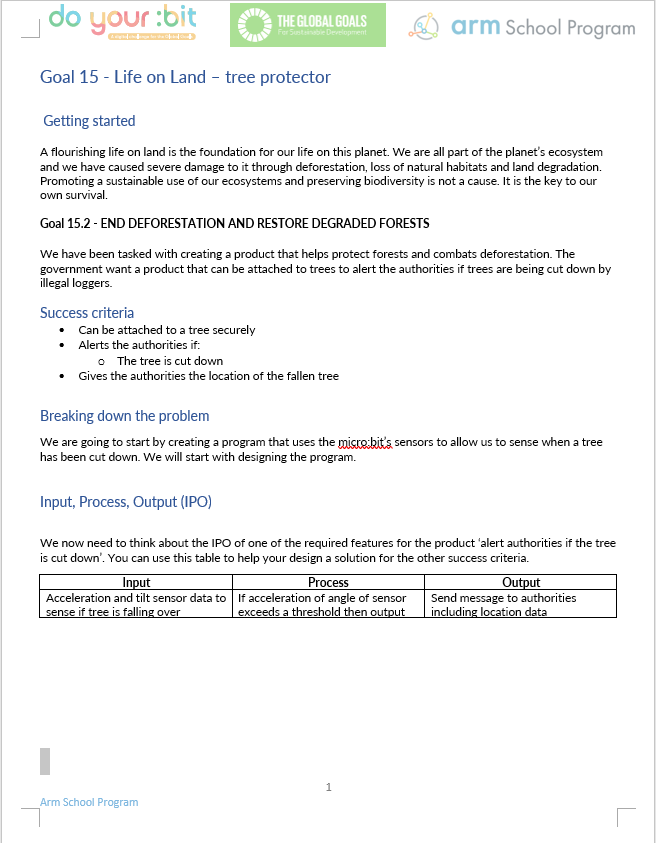 do your :bit
THE GLOBAL GOALS
For Sustainable Development
arm School Program
Goal 15 - Life on Land – tree protector
Getting started
A flourishing life on land is the foundation for our life on this planet. We are all part of the planet's ecosystem
and we have caused severe damage to it through deforestation, loss of natural habitats and land degradation.
Promoting a sustainable use of our ecosystems and preserving biodiversity is not a cause. It is the key to our
own survival.
Goal 15.2 - END DEFORESTATION AND RESTORE DEGRADED FORESTS
We have been tasked with creating a product that helps protect forests and combats deforestation. The
government want a product that can be attached to trees to alert the authorities if trees are being cut down by
illegal loggers.
Success criteria
• Can be attached to a tree securely
• Alerts the authorities if:
o The tree is cut down
• Gives the authorities the location of the fallen tree
Breaking down the problem
We are going to start by creating a program that uses the micro:bit's sensors to allow us to sense when a tree
has been cut down. We will start with designing the program.
Input, Process, Output (IPO)
We now need to think about the IPO of one of the required features for the product 'alert authorities if the tree
is cut down'. You can use this table to help your design a solution for the other success criteria.
Input Process Output
Acceleration and tilt sensor data to If acceleration of angle of sensor Send message to authorities
sense if tree is falling over exceeds a threshold then output including location data
1
Arm School Program